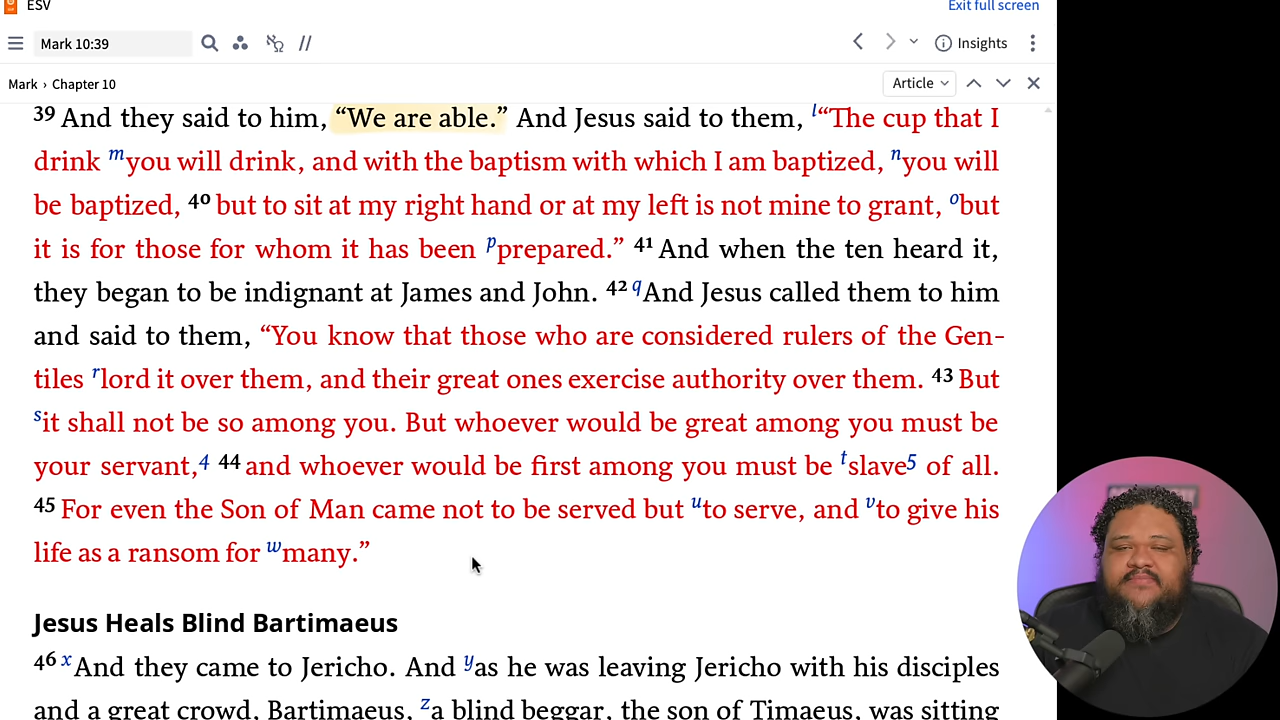 ESV
Exit full screen
Mark 10:39
Insights
Mark › Chapter 10
Article
39 And they said to him, “We are able.” And Jesus said to them, l“The cup that I
drink myou will drink, and with the baptism with which I am baptized, nyou will
be baptized, 40 but to sit at my right hand or at my left is not mine to grant, obut
it is for those for whom it has been pprepared.” 41 And when the ten heard it,
they began to be indignant at James and John. 42 qAnd Jesus called them to him
and said to them, “You know that those who are considered rulers of the Gen-
tiles rlord it over them, and their great ones exercise authority over them. 43 But
sit shall not be so among you. But whoever would be great among you must be
your servant,4 44 and whoever would be first among you must be tslave5 of all.
45 For even the Son of Man came not to be served but uto serve, and vto give his
life as a ransom for wmany.”
Jesus Heals Blind Bartimaeus
46 xAnd they came to Jericho. And yas he was leaving Jericho with his disciples
and a great crowd, Bartimaeus, za blind beggar, the son of Timaeus, was sitting